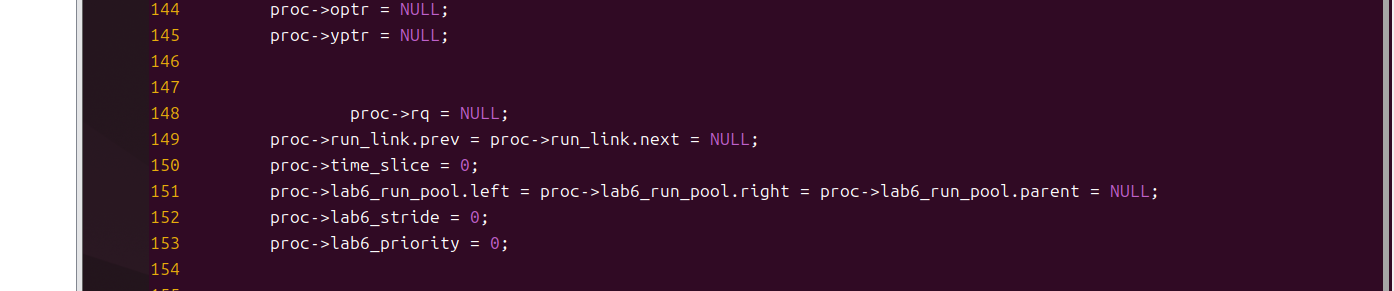 144 proc->optr = NULL;
145 proc->yptr = NULL;
146
147
148 proc->rq = NULL;
149 proc->run_link.prev = proc->run_link.next = NULL;
150 proc->time_slice = 0;
151 proc->lab6_run_pool.left = proc->lab6_run_pool.right = proc->lab6_run_pool.parent = NULL;
152 proc->lab6_stride = 0;
153 proc->lab6_priority = 0;
154